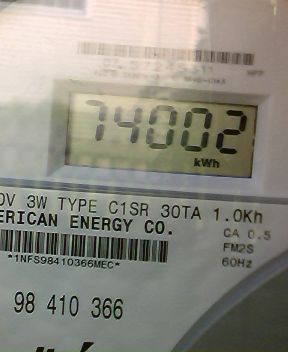 74002
kWh
0V 3W TYPE C1SR 30TA 1.0Kh
ERICAN ENERGY CO.
CA 0.5
FM2S
*1NFS98410366MEC*
60Hz
98 410 366